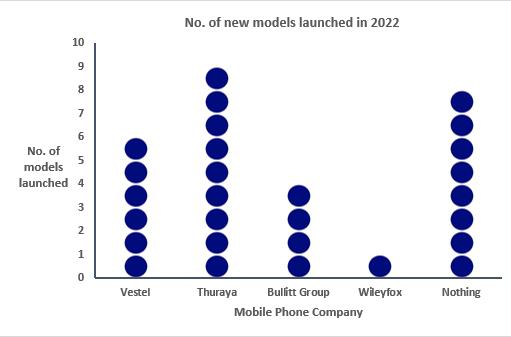 No. of new models launched in 2022
10
9
8
7
6
5
4
3
2
1
0
No. of
models
launched
Vestel
Thuraya
Bullitt Group
Wileyfox
Nothing
Mobile Phone Company